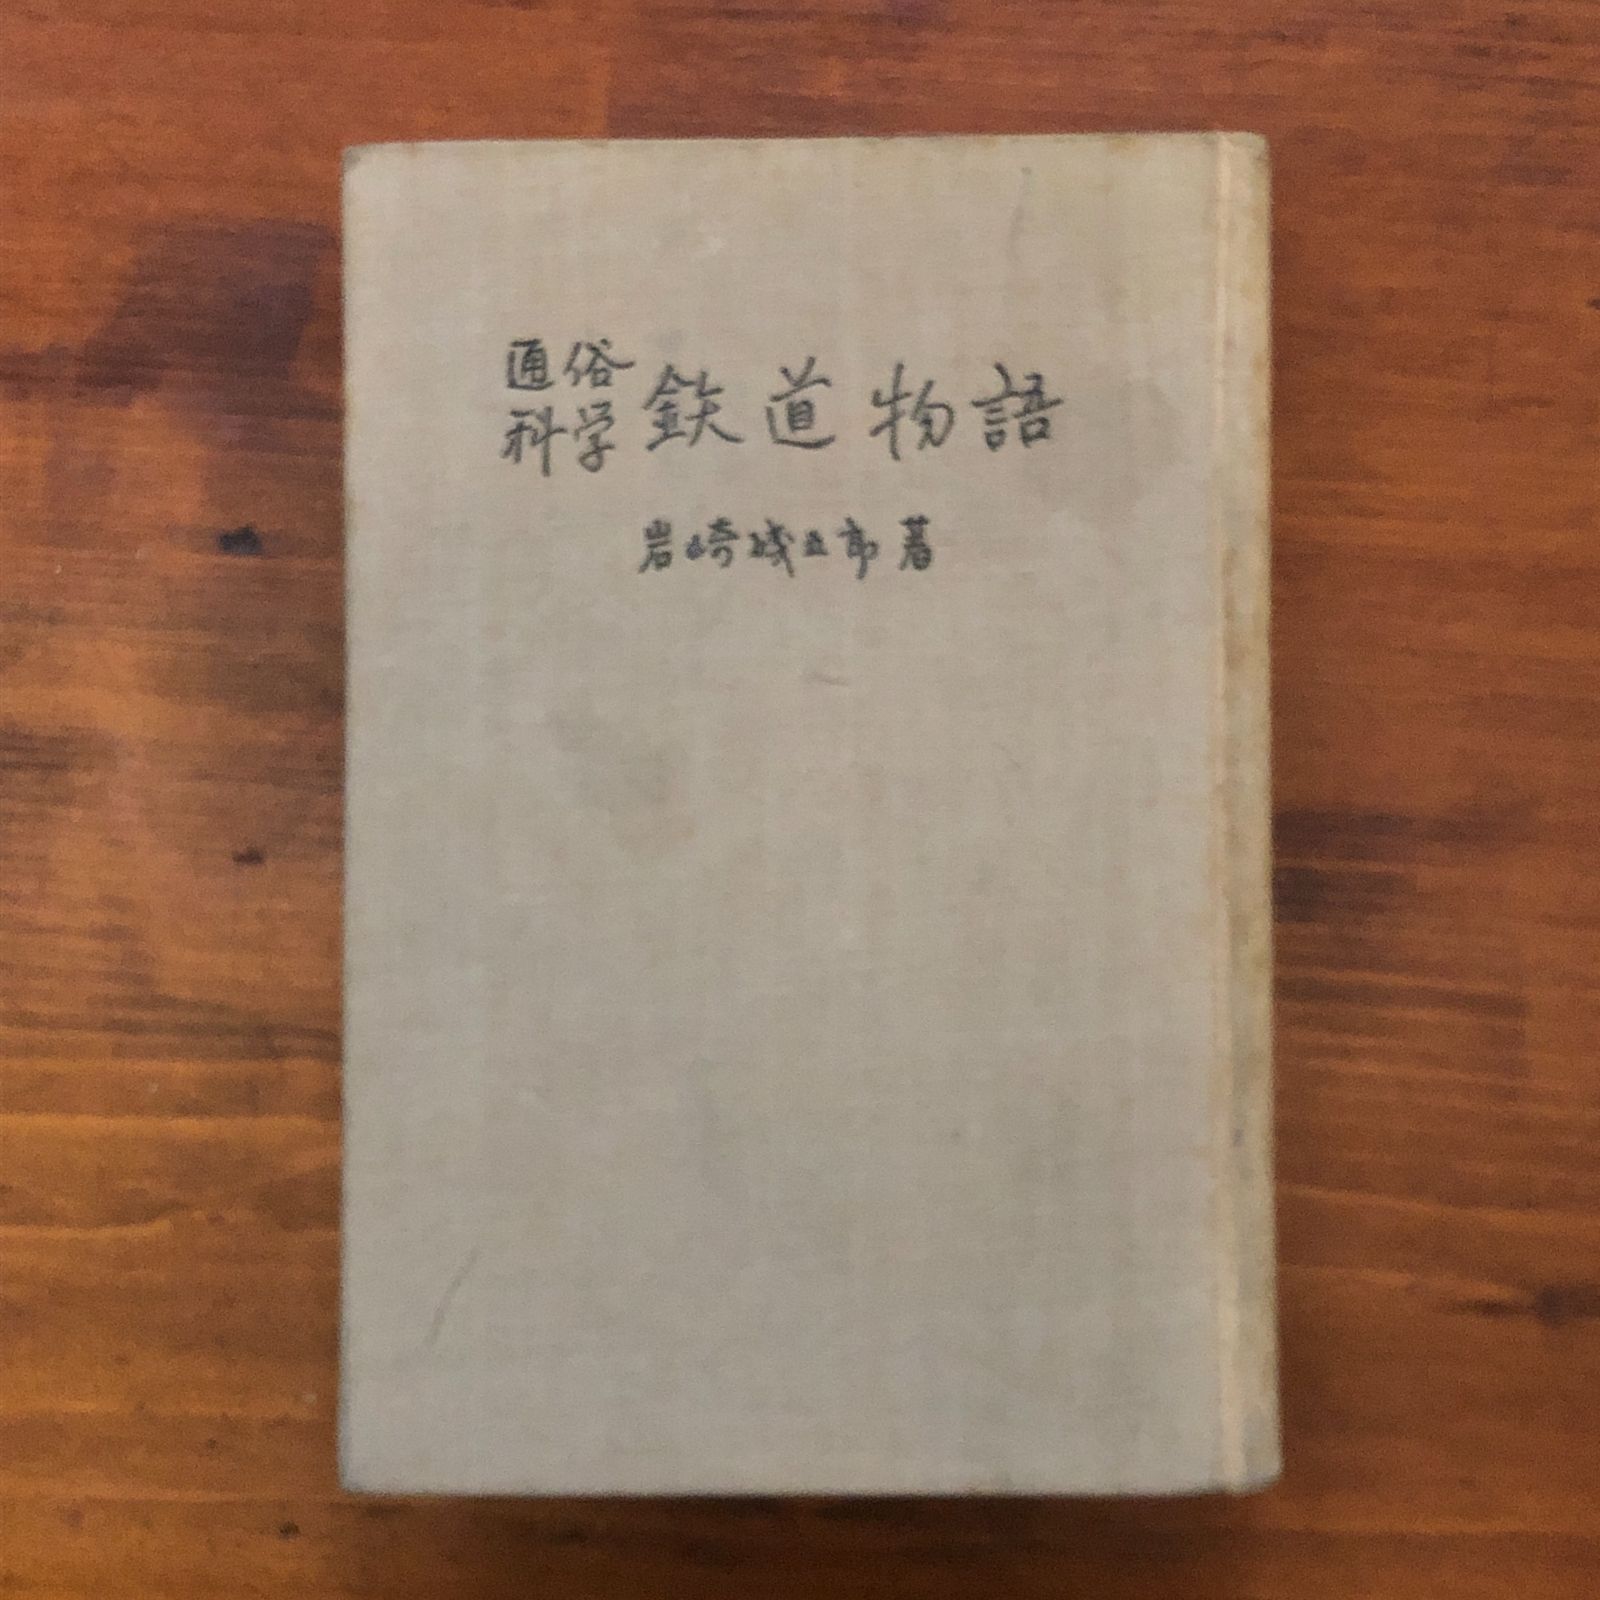 通俗
科学
鉄道物語
岩崎 著